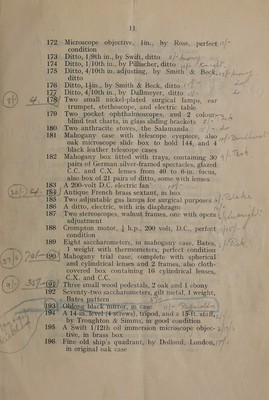 11
172 Microscope objective, 1in., by Ross, perfect
condition
173 Ditto, 1/9th in., by Swift, ditto
174 Ditto, 1/10th in., by Pillischer, ditto
175 Ditto, 4/10th in. adjusting, by Smith & Beck,
ditto
176 Ditto, 1½in., by Smith & Beck, ditto
177 Ditto, 4/10th in., by Dallmeyer, ditto
178 Two small nickel-plated surgical lamps, ear
trumpet, stethoscope, and electric table
179 Two pocket ophthalmoscopes, and 2 colour-
blind test charts, in glass sliding brackets
180 Two anthracite stoves, the Salamanda
181 Mahogany case with telescope eyepiece, also
oak microscope slide box to hold 144, and 4
black leather telescope cases
182 Mahogany box fitted with trays, containing 30
pairs of German silver-framed spectacles, glazed
C.C. and C.X. lenses from 40 to 6-in. focus,
also box of 21 pairs of ditto, some with lenses
183 A 200-volt D.C. electric fan
184 Antique French brass sextant, in box
185 Two adjustable gas lamps for surgical purposes
186 A ditto, electric, with iris diaphragm
187 Two stereoscopes, walnut frames, one with opera
adjustment
188 Crompton motor, ¼ h.p., 200 volt, D.C., perfect
condition
189 Eight saccharometers, in mahogany case, Bates,
1 weight with thermometers, perfect condition
190 Mahogany trial case, complete with spherical
and cylindrical lenses and 2 frames, also cloth-
covered box containing 16 cylindrical lenses,
C.X. and C.C.
191 Three small wood pedestals, 2 oak and 1 ebony
192 Seventy-two saccharometers, gilt metal, 1 weight,
Bates pattern
193 Oblong black mirror, in case
194 A 14-in. level (4 screws), tripod, and a 15-ft. staff,
by Troughton & Simms, in good condition
195 A Swift 1/12th oil immersion microscope objec-
tive, in brass box
196 Fine old ship's quadrant, by Dollond, London,
in original oak case